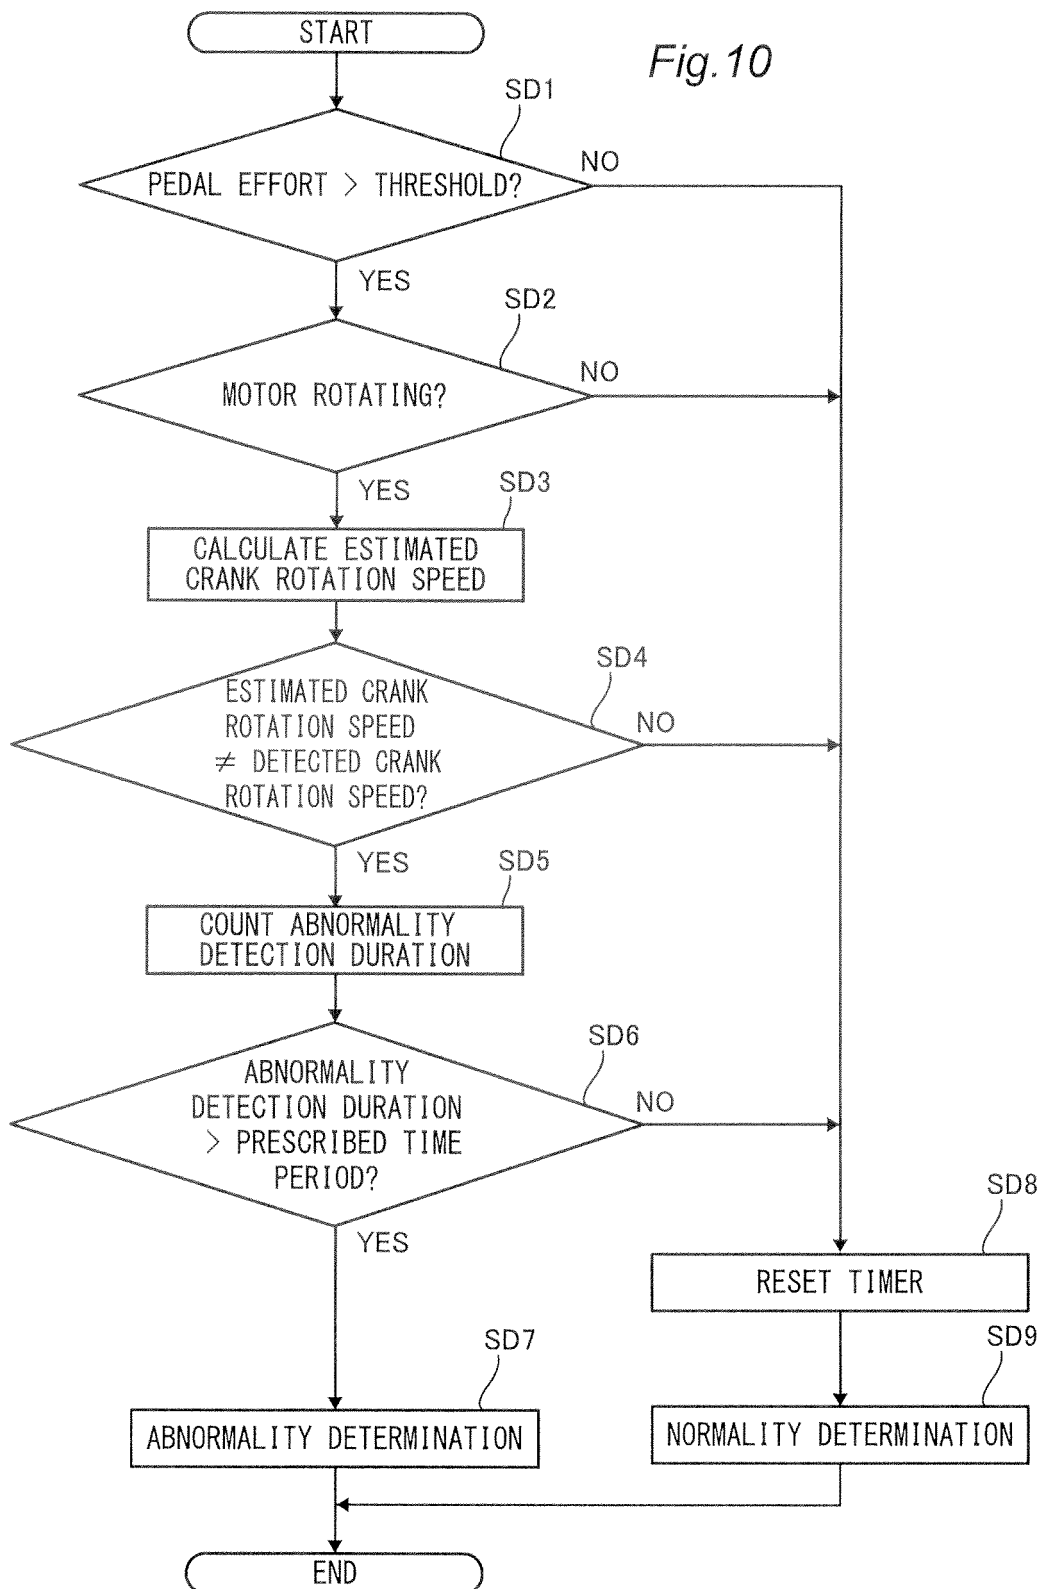 START
Fig.10
SD1
PEDAL EFFORT > THRESHOLD?
NO
YES
SD2
MOTOR ROTATING?
NO
YES
SD3
CALCULATE ESTIMATED
CRANK ROTATION SPEED
SD4
ESTIMATED CRANK
ROTATION SPEED
≠ DETECTED CRANK
ROTATION SPEED?
NO
YES
SD5
COUNT ABNORMALITY
DETECTION DURATION
SD6
ABNORMALITY
DETECTION DURATION
> PRESCRIBED TIME
PERIOD?
NO
YES
SD8
RESET TIMER
SD7
ABNORMALITY DETERMINATION
SD9
NORMALITY DETERMINATION
END